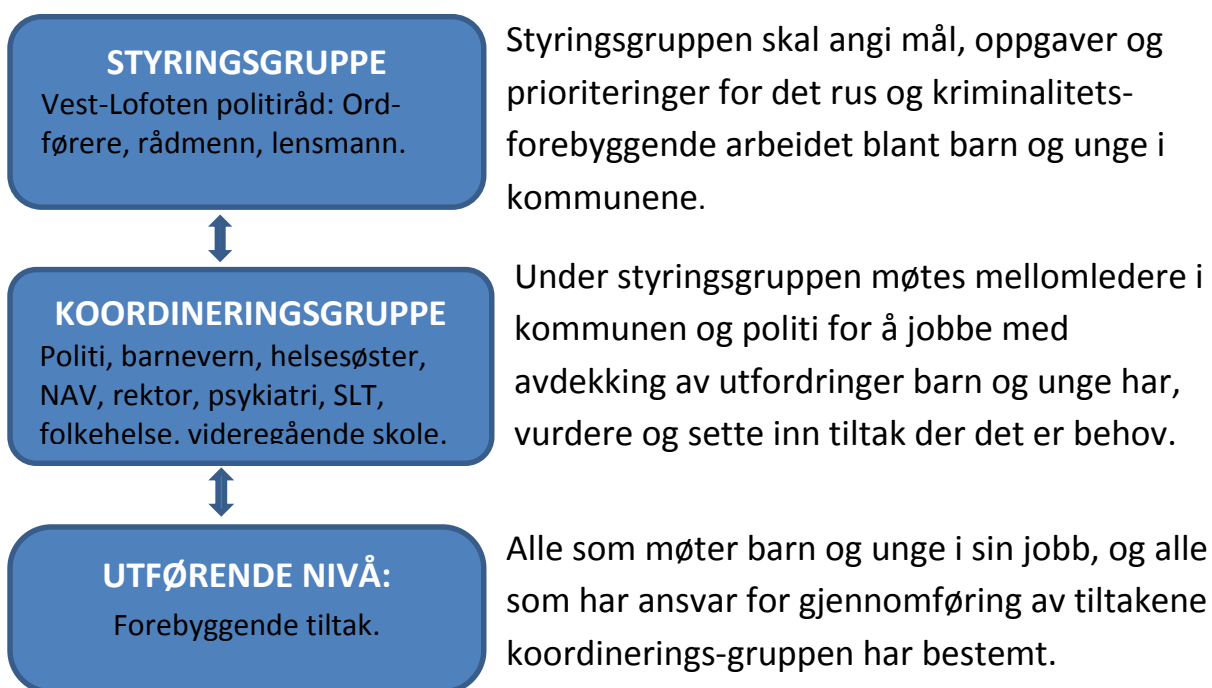 STYRINGSGRUPPE
Vest-Lofoten politiråd: Ord-
førere, rådmenn, lensmann.
Styringsgruppen skal angi mål, oppgaver og
prioriteringer for det rus og kriminalitets-
forebyggende arbeidet blant barn og unge i
kommunene.
KOORDINERINGSGRUPPE
Politi, barnevern, helsesøster,
NAV, rektor, psykiatri, SLT,
folkehelse, videregående skole.
Under styringsgruppen møtes mellomledere i
kommunen og politi for å jobbe med
avdekking av utfordringer barn og unge har,
vurdere og sette inn tiltak der det er behov.
UTFØRENDE NIVÅ:
Forebyggende tiltak.
Alle som møter barn og unge i sin jobb, og alle
som har ansvar for gjennomføring av tiltakene
koordinerings-gruppen har bestemt.